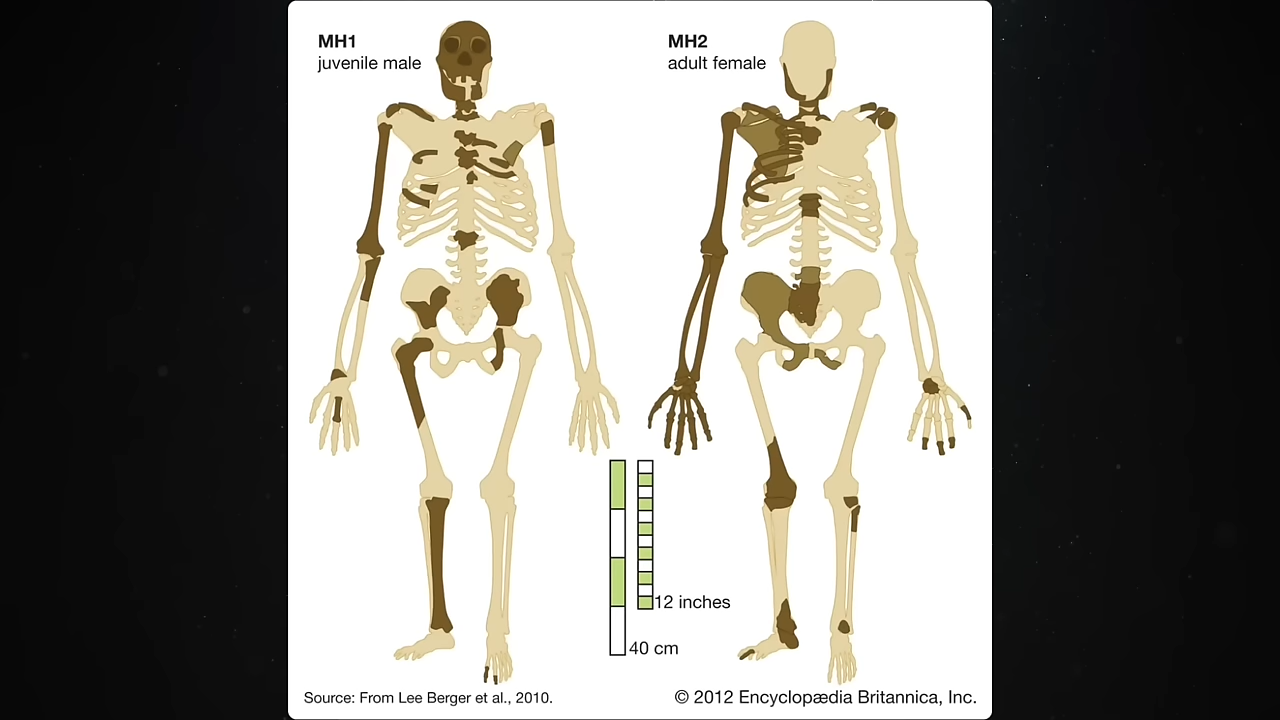 MH1
juvenile male
MH2
adult female
12 inches
40 cm
Source: From Lee Berger et al., 2010.
© 2012 Encyclopædia Britannica, Inc.